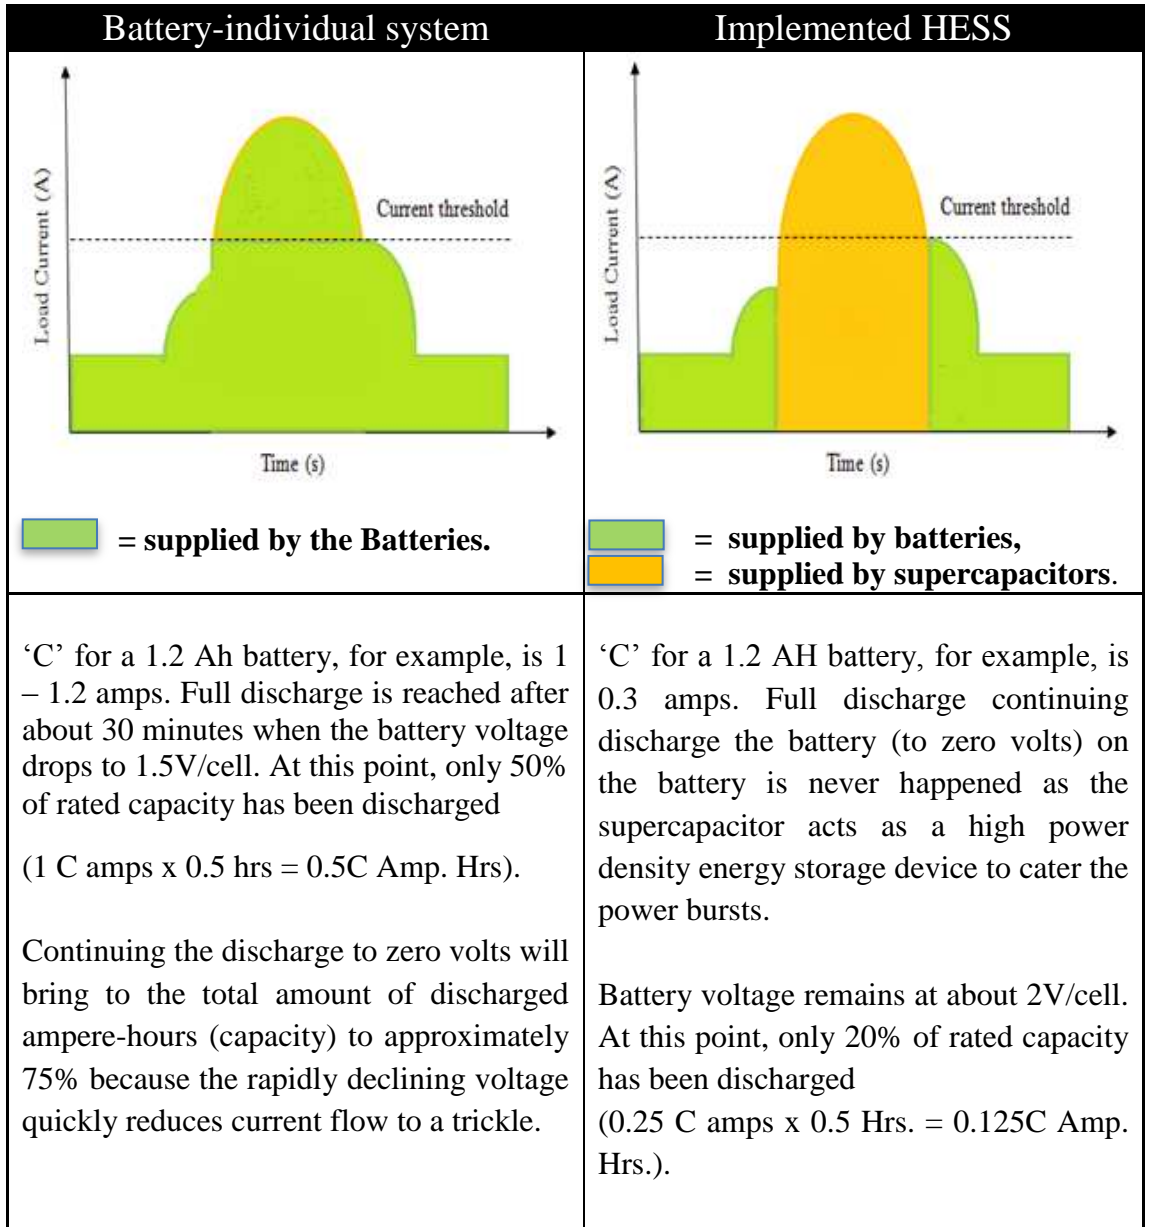 Battery-individual system
Load Current (A)
Current threshold
Time (s)
= supplied by the Batteries.
‘C’ for a 1.2 Ah battery, for example, is 1
– 1.2 amps. Full discharge is reached after
about 30 minutes when the battery voltage
drops to 1.5V/cell. At this point, only 50%
of rated capacity has been discharged
(1 C amps x 0.5 hrs = 0.5C Amp. Hrs).
Continuing the discharge to zero volts will
bring to the total amount of discharged
ampere-hours (capacity) to approximately
75% because the rapidly declining voltage
quickly reduces current flow to a trickle.
Implemented HESS
Load Current (A)
Current threshold
Time (s)
= supplied by batteries,
= supplied by supercapacitors.
‘C’ for a 1.2 AH battery, for example, is
0.3 amps. Full discharge continuing
discharge the battery (to zero volts) on
the battery is never happened as the
supercapacitor acts as a high power
density energy storage device to cater the
power bursts.
Battery voltage remains at about 2V/cell.
At this point, only 20% of rated capacity
has been discharged
(0.25 C amps x 0.5 Hrs. = 0.125C Amp.
Hrs.).